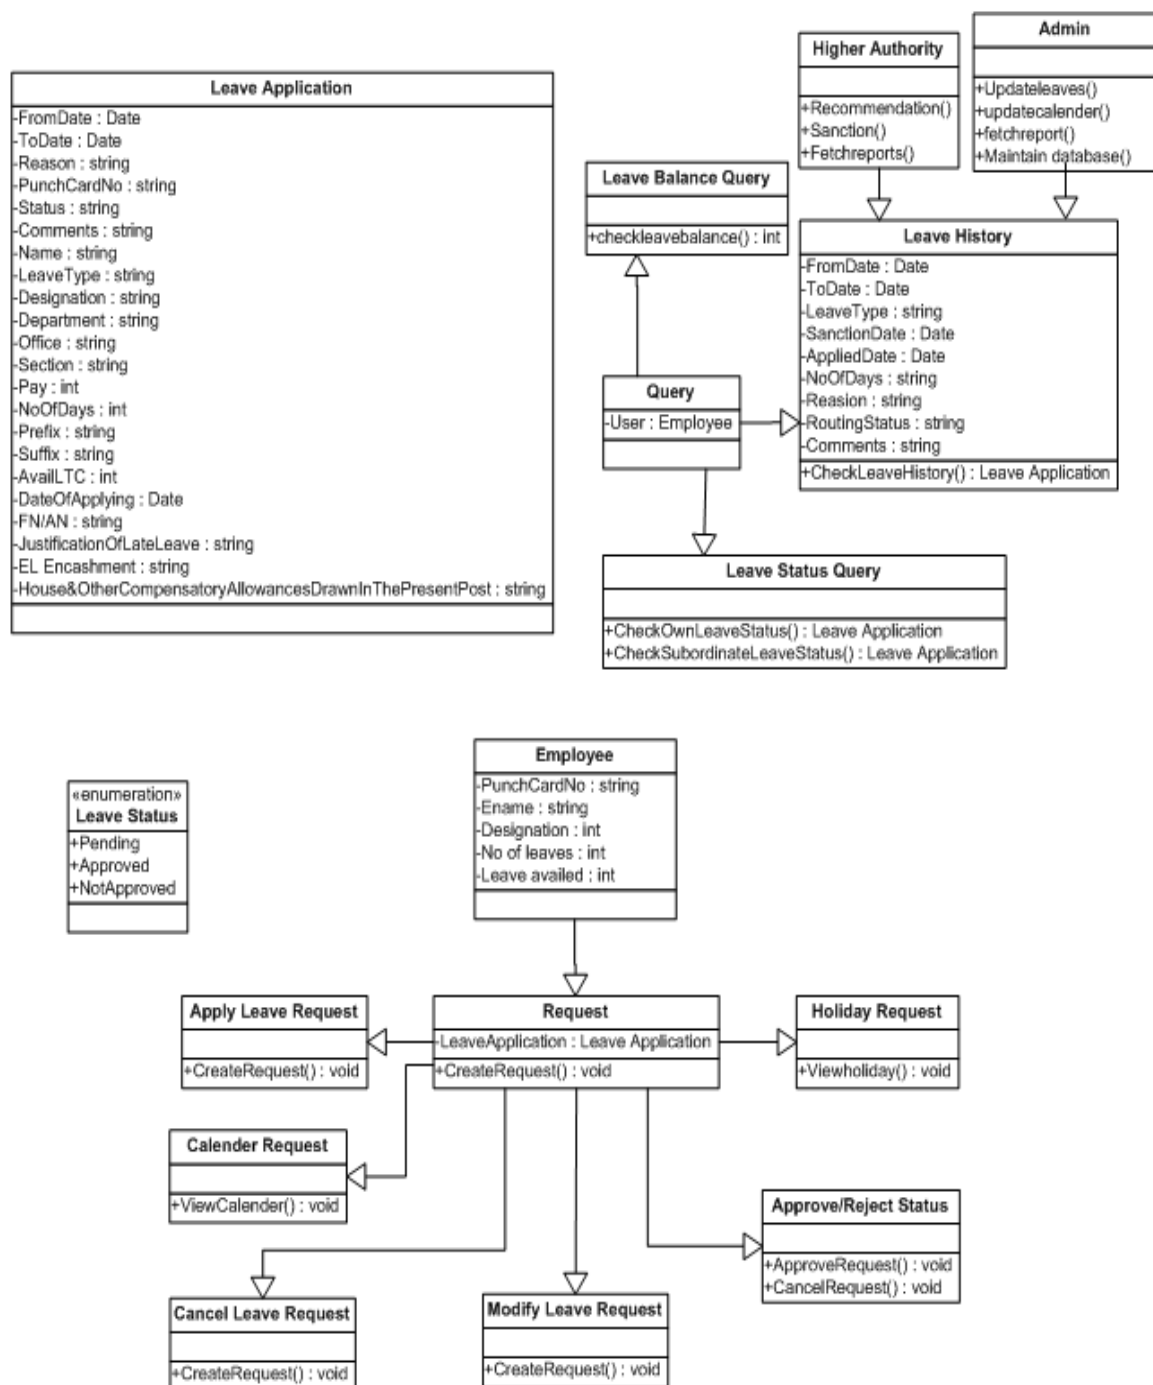 Leave Application
-FromDate : Date
-ToDate : Date
-Reason : string
-PunchCardNo : string
-Status : string
-Comments : string
-Name : string
-LeaveType : string
-Designation : string
-Department : string
-Office : string
-Section : string
-Pay : int
-NoOfDays : int
-Prefix : string
-Suffix : string
-AvailLTC : int
-DateOfApplying : Date
-FN/AN : string
-JustificationOfLateLeave : string
-EL Encashment : string
-House&OtherCompensatoryAllowancesDrawnInThePresentPost : string
Higher Authority
+Recommendation()
+Sanction()
+Fetchreports()
Admin
+Updateleaves()
+updatecalender()
+fetchreport()
+Maintain database()
Leave Balance Query
+checkleavebalance() : int
Leave History
-FromDate : Date
-ToDate : Date
-LeaveType : string
-SanctionDate : Date
-AppliedDate : Date
-NoOfDays : string
-Reasion : string
-RoutingStatus : string
-Comments : string
+CheckLeaveHistory() : Leave Application
Query
-User : Employee
Leave Status Query
+CheckOwnLeaveStatus() : Leave Application
+CheckSubordinateLeaveStatus() : Leave Application
«enumeration»
Leave Status
+Pending
+Approved
+NotApproved
Employee
-PunchCardNo : string
-Ename : string
-Designation : int
-No of leaves : int
-Leave availed : int
Apply Leave Request
+CreateRequest() : void
Request
-LeaveApplication : Leave Application
+CreateRequest() : void
Holiday Request
+Viewholiday() : void
Calender Request
+ViewCalender() : void
Approve/Reject Status
+ApproveRequest() : void
+CancelRequest() : void
Cancel Leave Request
+CreateRequest() : void
Modify Leave Request
+CreateRequest() : void